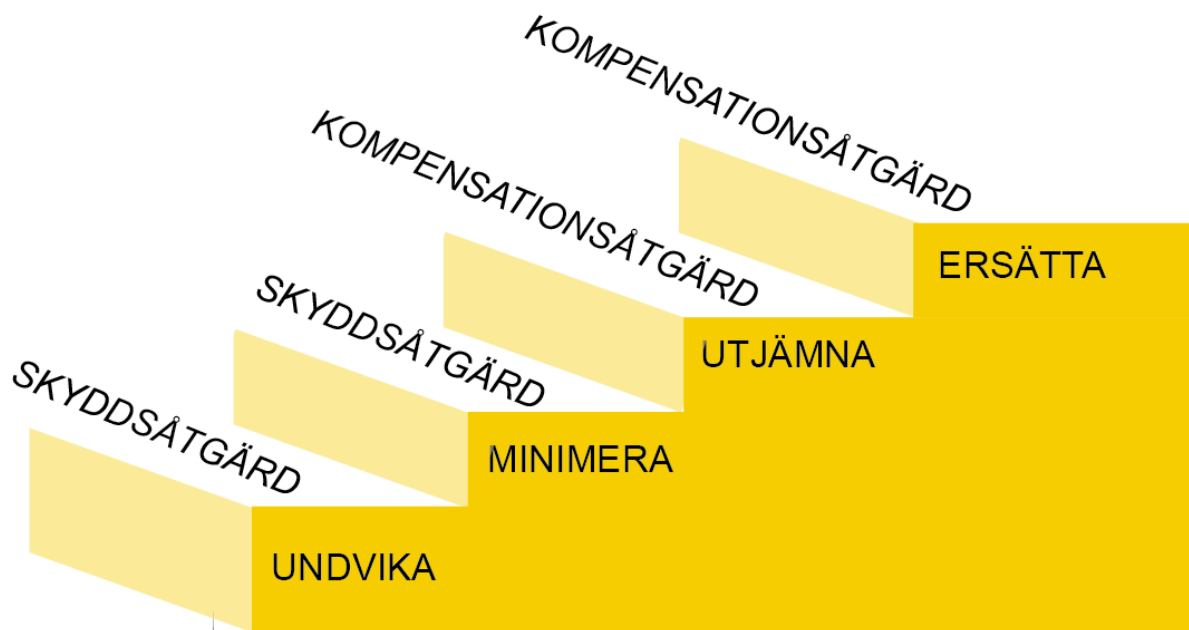 KOMPENSATIONSÅTGÄRD
KOMPENSATIONSÅTGÄRD
ERSÄTTA
SKYDDSÅTGÄRD
UTJÄMNA
SKYDDSÅTGÄRD
MINIMERA
UNDVIKA